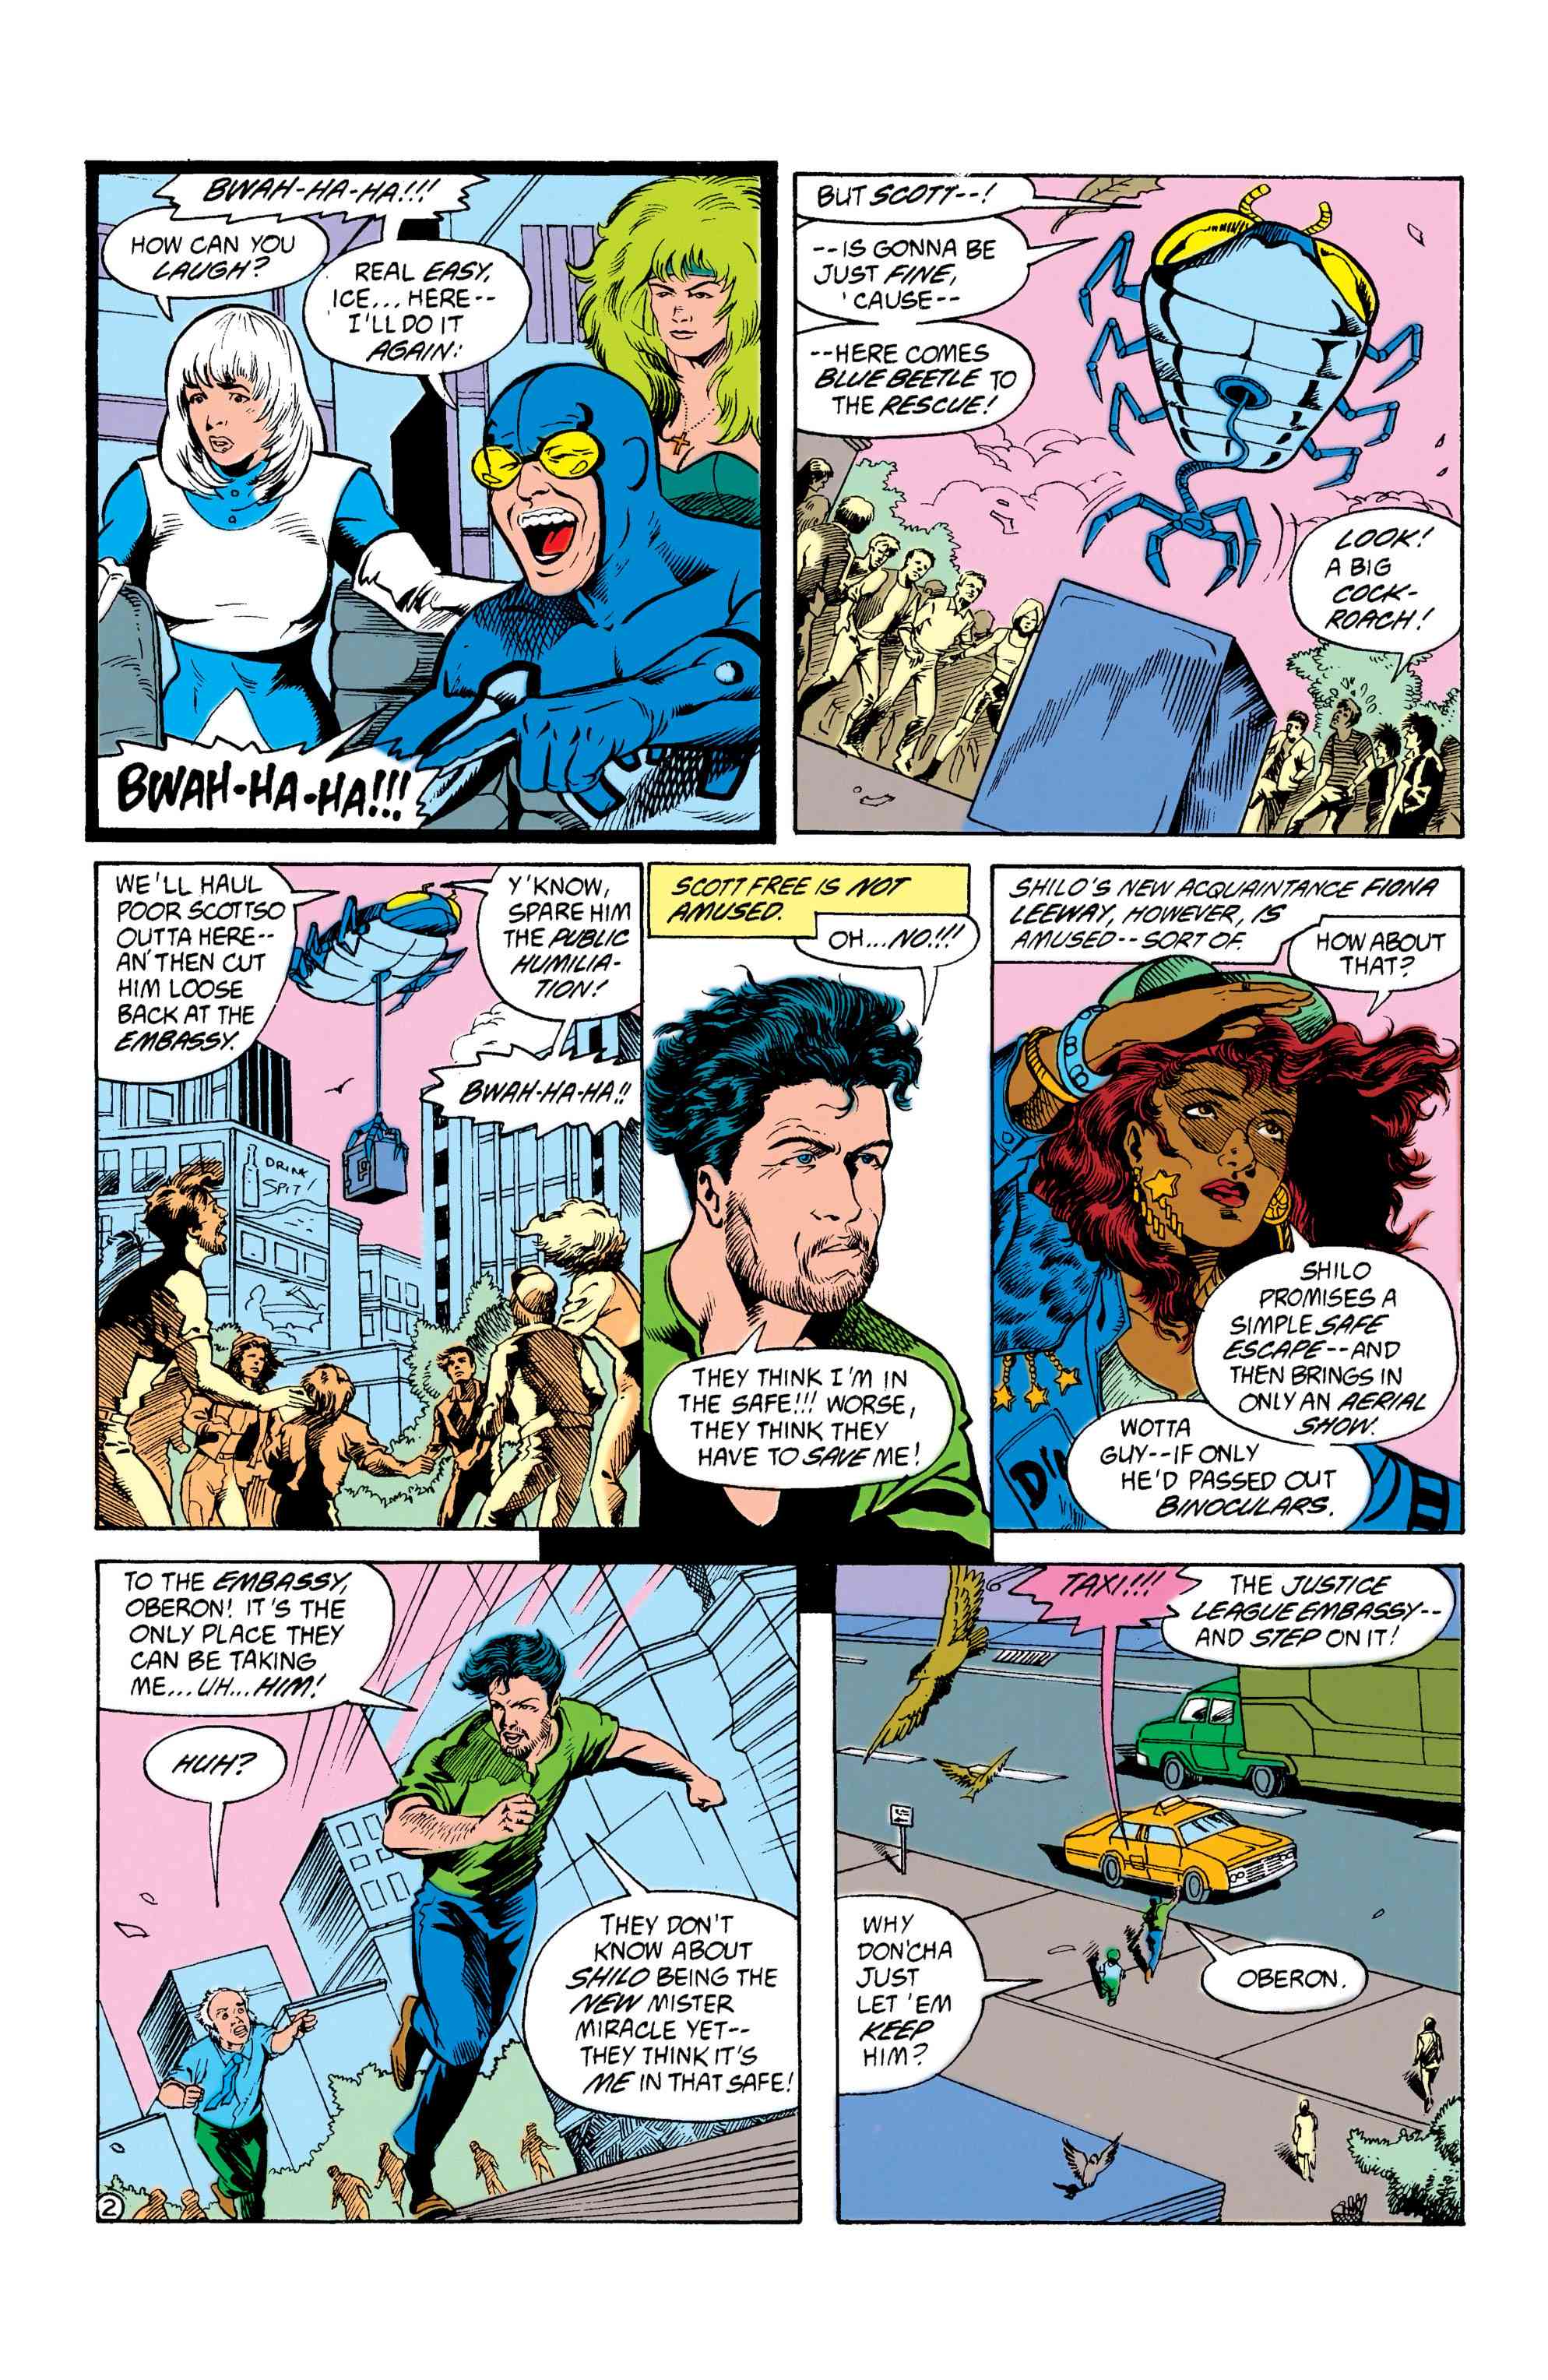 BWAH-HA-HA!!!
HOW CAN YOU
LAUGH?
REAL EASY,
ICE... HERE--
I'LL DO IT
AGAIN:
BWAH-HA-HA!!!
BUT SCOTT--!
--IS GONNA BE
JUST FINE,
'CAUSE--
--HERE COMES
BLUE BEETLE TO
THE RESCUE!
LOOK!
A BIG
COCK-
ROACH!
WE'LL HAUL
POOR SCOTTSO
OUTTA HERE--
AN' THEN CUT
HIM LOOSE
BACK AT THE
EMBASSY.
Y'KNOW,
SPARE HIM
THE PUBLIC
HUMILIA-
TION!
BWAH-HA-HA!!
DRINK
SPIT!
SCOTT FREE IS NOT
AMUSED.
OH...NO!!!
THEY THINK I'M IN
THE SAFE!!! WORSE,
THEY THINK THEY
HAVE TO SAVE ME!
SHILO'S NEW ACQUAINTANCE FIONA
LEEWAY, HOWEVER, IS
AMUSED--SORT OF.
HOW ABOUT
THAT?
SHILO
PROMISES A
SIMPLE SAFE
ESCAPE--AND
THEN BRINGS IN
ONLY AN AERIAL
SHOW.
WOTTA
GUY--IF ONLY
HE'D PASSED OUT
BINOCULARS.
TO THE EMBASSY,
OBERON! IT'S THE
ONLY PLACE THEY
CAN BE TAKING
ME...UH...HIM!
HUH?
THEY DON'T
KNOW ABOUT
SHILO BEING THE
NEW MISTER
MIRACLE YET--
THEY THINK IT'S
ME IN THAT SAFE!
2
TAXI!!!
THE JUSTICE
LEAGUE EMBASSY--
AND STEP ON IT!
WHY
DON'CHA
JUST
LET 'EM
KEEP
HIM?
OBERON.